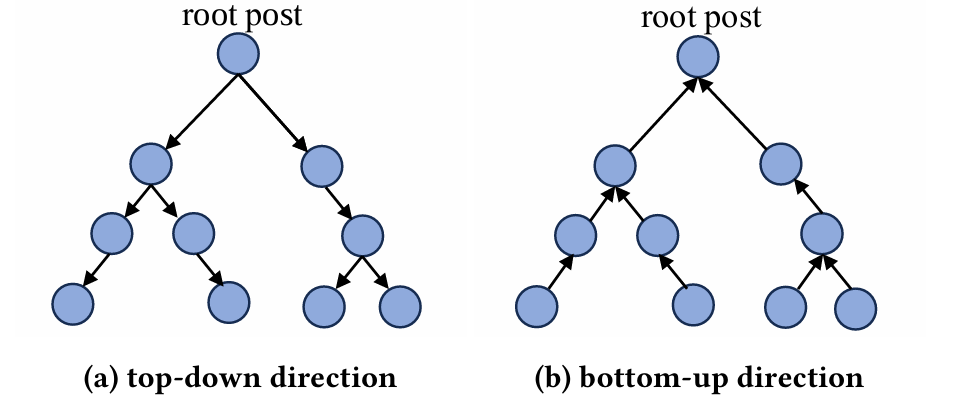 root post
root post
(a) top-down direction
(b) bottom-up direction